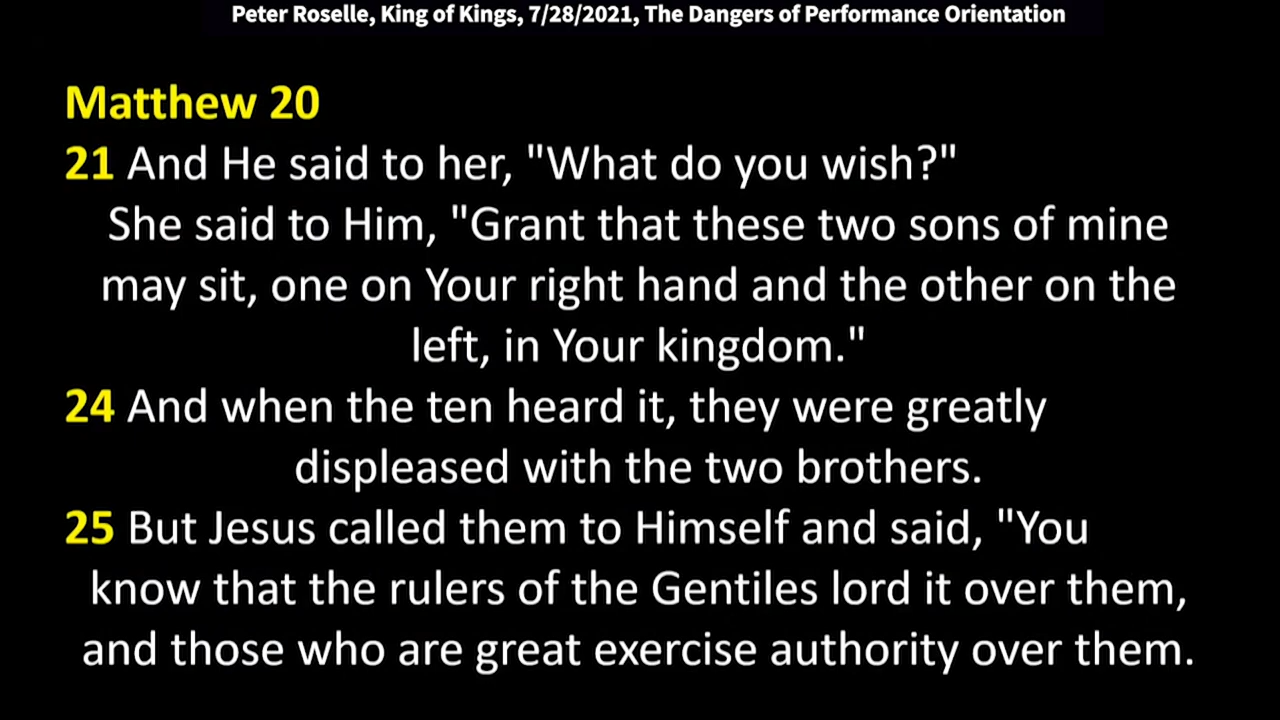 Peter Roselle, King of Kings, 7/28/2021, The Dangers of Performance Orientation
Matthew 20
21 And He said to her, "What do you wish?"
She said to Him, "Grant that these two sons of mine
may sit, one on Your right hand and the other on the
left, in Your kingdom."
24 And when the ten heard it, they were greatly
displeased with the two brothers.
25 But Jesus called them to Himself and said, "You
know that the rulers of the Gentiles lord it over them,
and those who are great exercise authority over them.